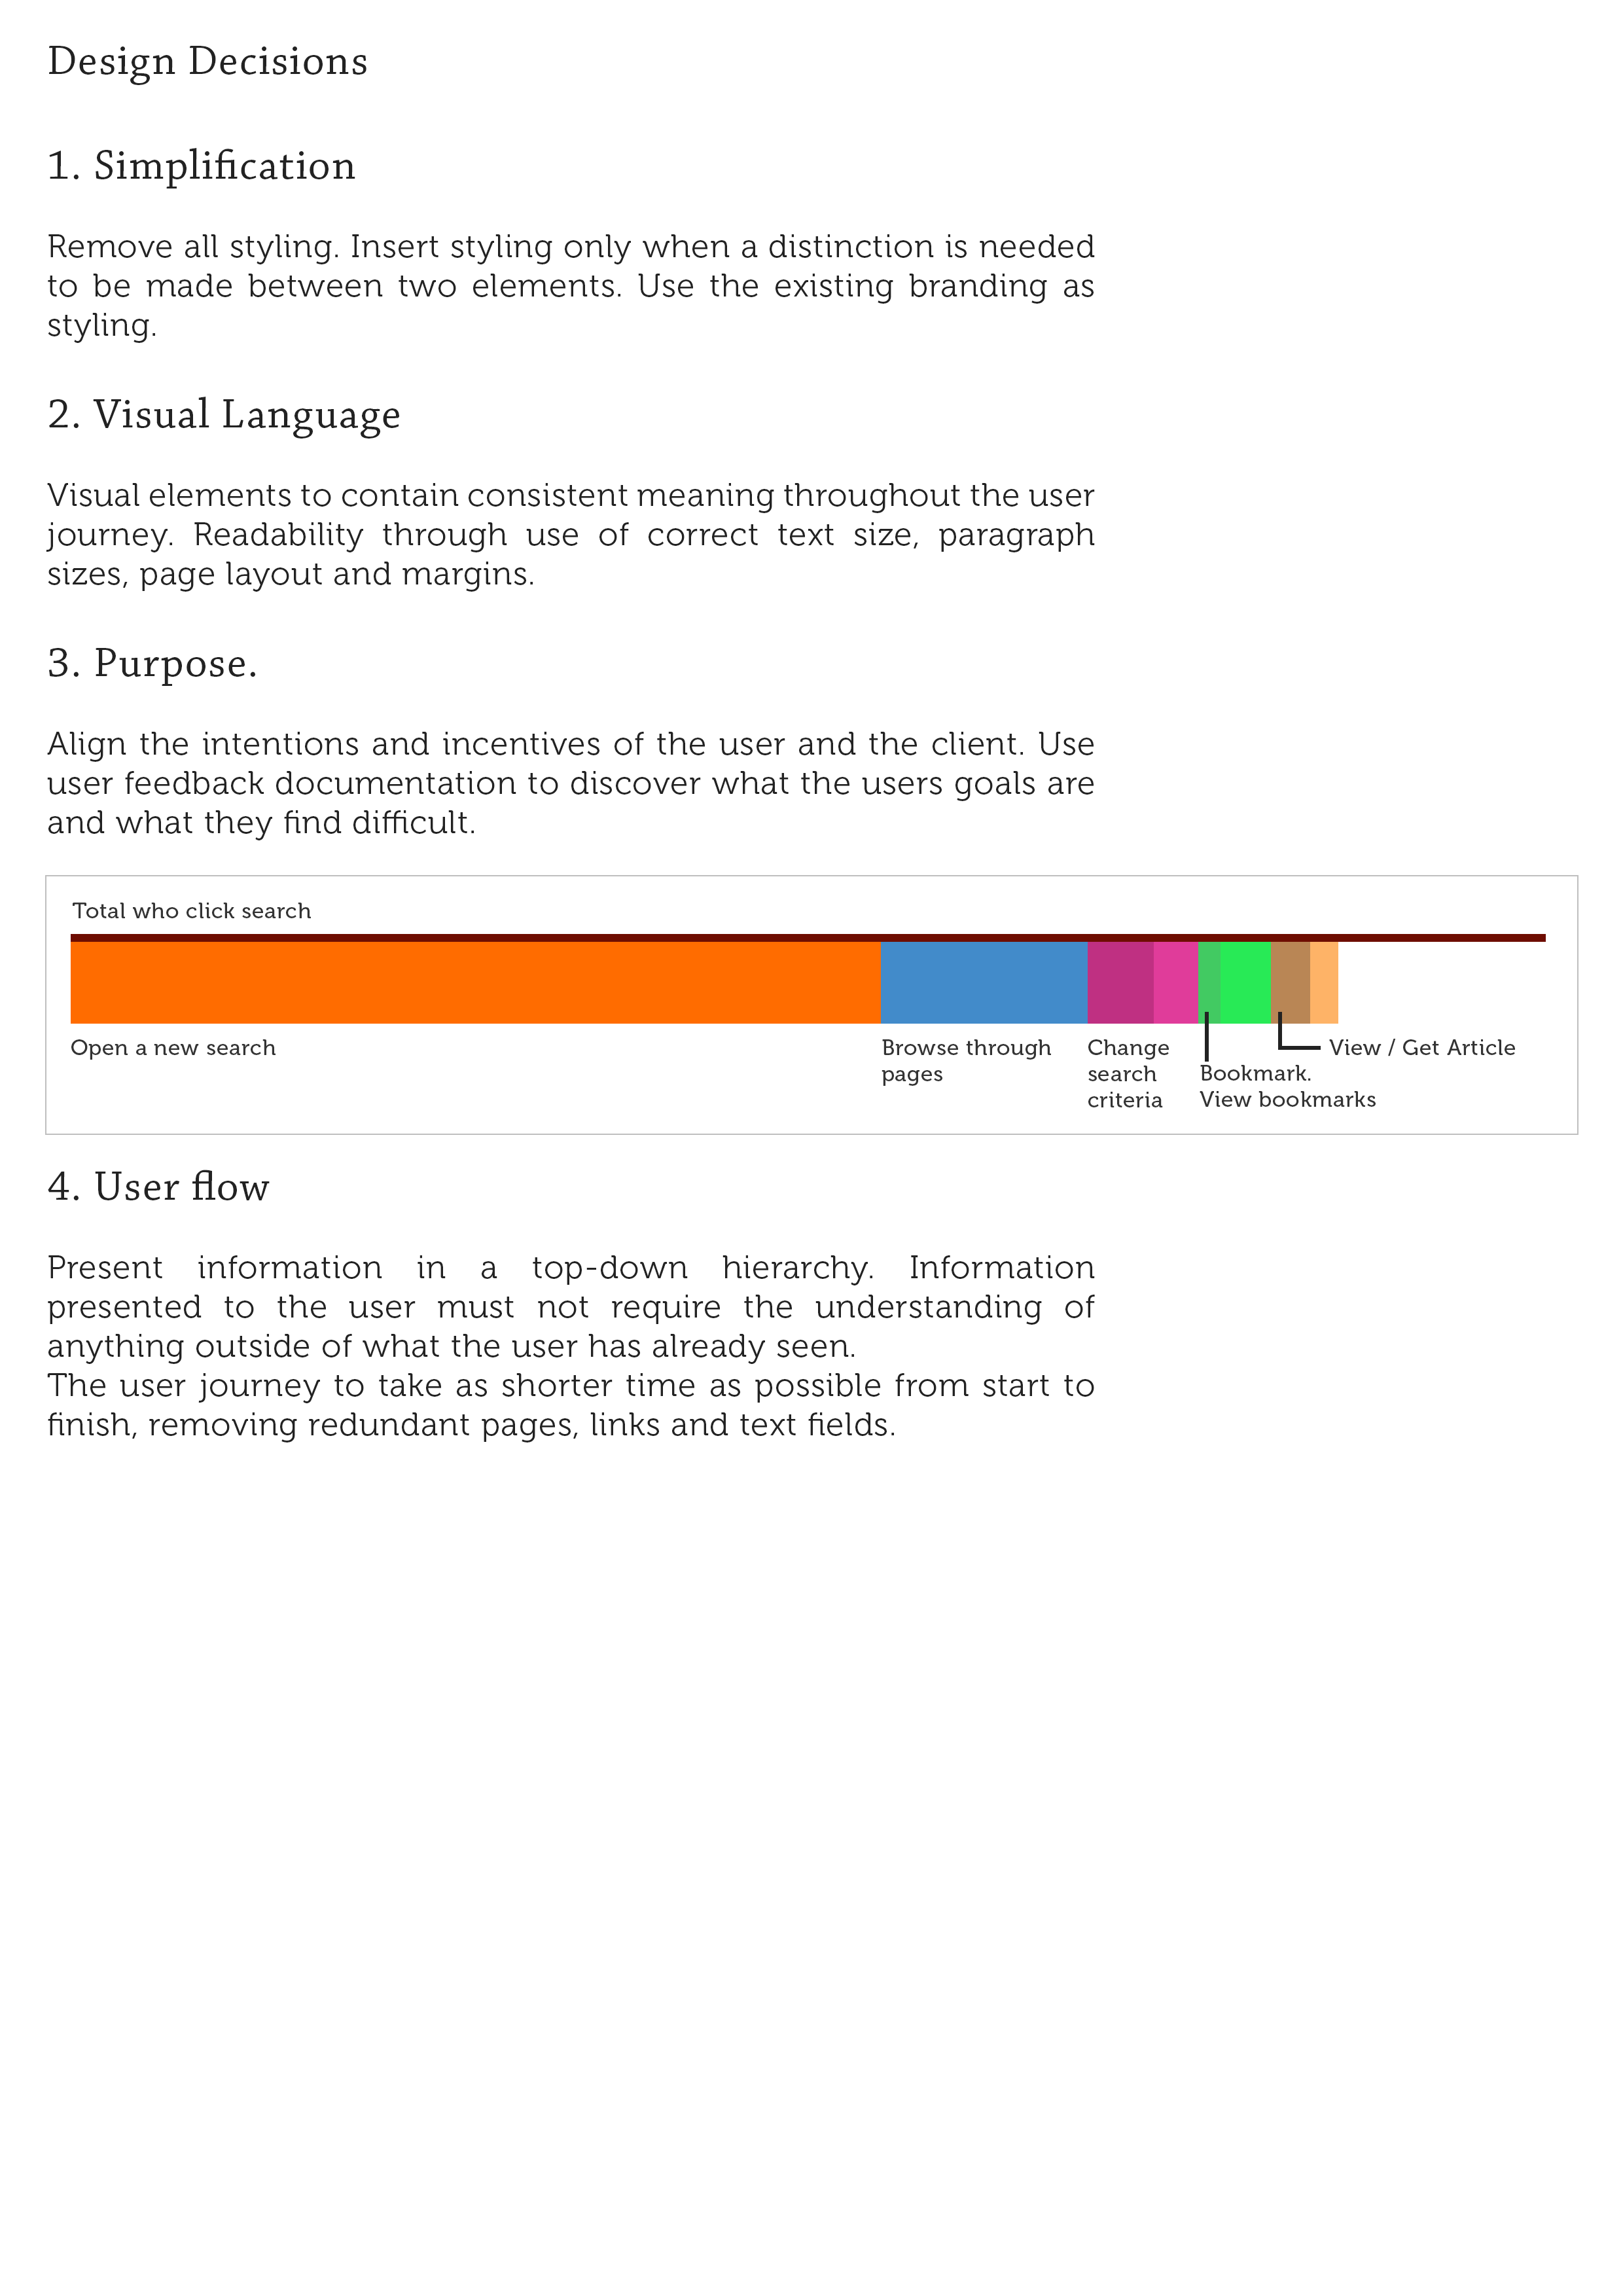 Design Decisions
1. Simplification
Remove all styling. Insert styling only when a distinction is needed
to be made between two elements. Use the existing branding as
styling.
2. Visual Language
Visual elements to contain consistent meaning throughout the user
journey. Readability through use of correct text size, paragraph
sizes, page layout and margins.
3. Purpose.
Align the intentions and incentives of the user and the client. Use
user feedback documentation to discover what the users goals are
and what they find difficult.
Total who click search
Open a new search
Browse through
pages
Change
search
criteria
Bookmark.
View bookmarks
View / Get Article
4. User flow
Present information in a top-down hierarchy. Information
presented to the user must not require the understanding of
anything outside of what the user has already seen.
The user journey to take as shorter time as possible from start to
finish, removing redundant pages, links and text fields.